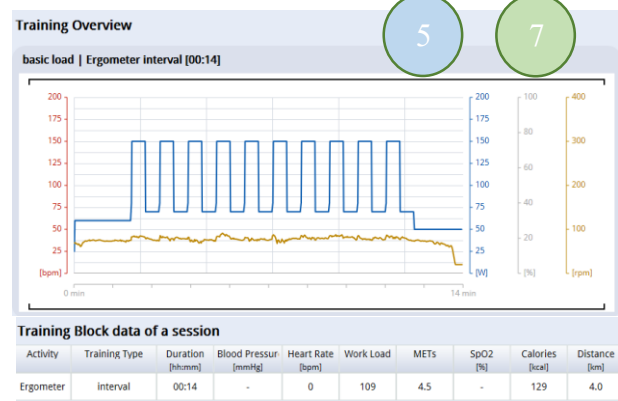 Training Overview
5
7
basic load | Ergometer interval [00:14]
200 200 100 400
175 175
150 150 80 300
125 125 60
100 100 200
75 75 40
50 50 20 100
25 25
[bpm] [W] [%] [rpm]
0 min 14 min
Training Block data of a session
Activity Training Type Duration Blood Pressur Heart Rate Work Load METs SpO2 Calories Distance
[hh:mm] [mmHg] [bpm] [%] [kcal] [km]
Ergometer interval 00:14 - 0 109 4.5 - 129 4.0